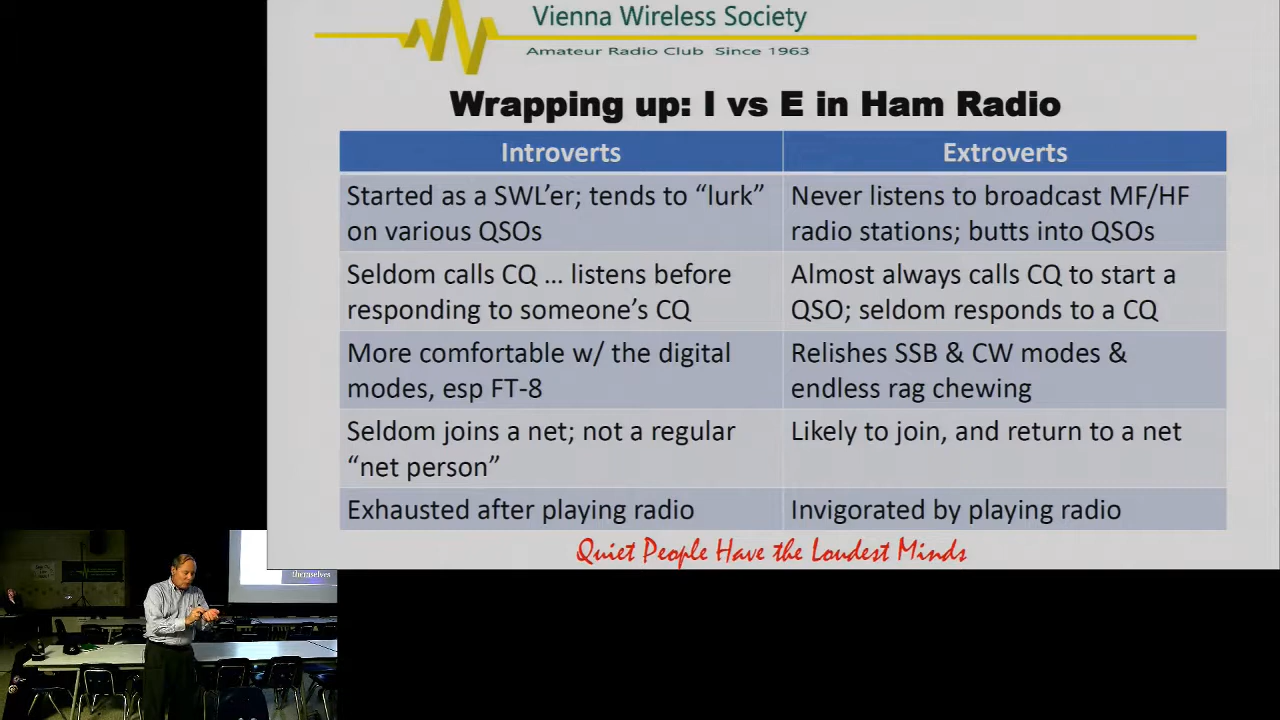 Vienna Wireless Society
Amateur Radio Club Since 1963
Wrapping up: I vs E in Ham Radio
Introverts
Extroverts
Started as a SWL’er; tends to “lurk”
on various QSOs
Never listens to broadcast MF/HF
radio stations; butts into QSOs
Seldom calls CQ … listens before
responding to someone’s CQ
Almost always calls CQ to start a
QSO; seldom responds to a CQ
More comfortable w/ the digital
modes, esp FT-8
Relishes SSB & CW modes &
endless rag chewing
Seldom joins a net; not a regular
“net person”
Likely to join, and return to a net
Exhausted after playing radio
Invigorated by playing radio
Quiet People Have the Loudest Minds
themselves